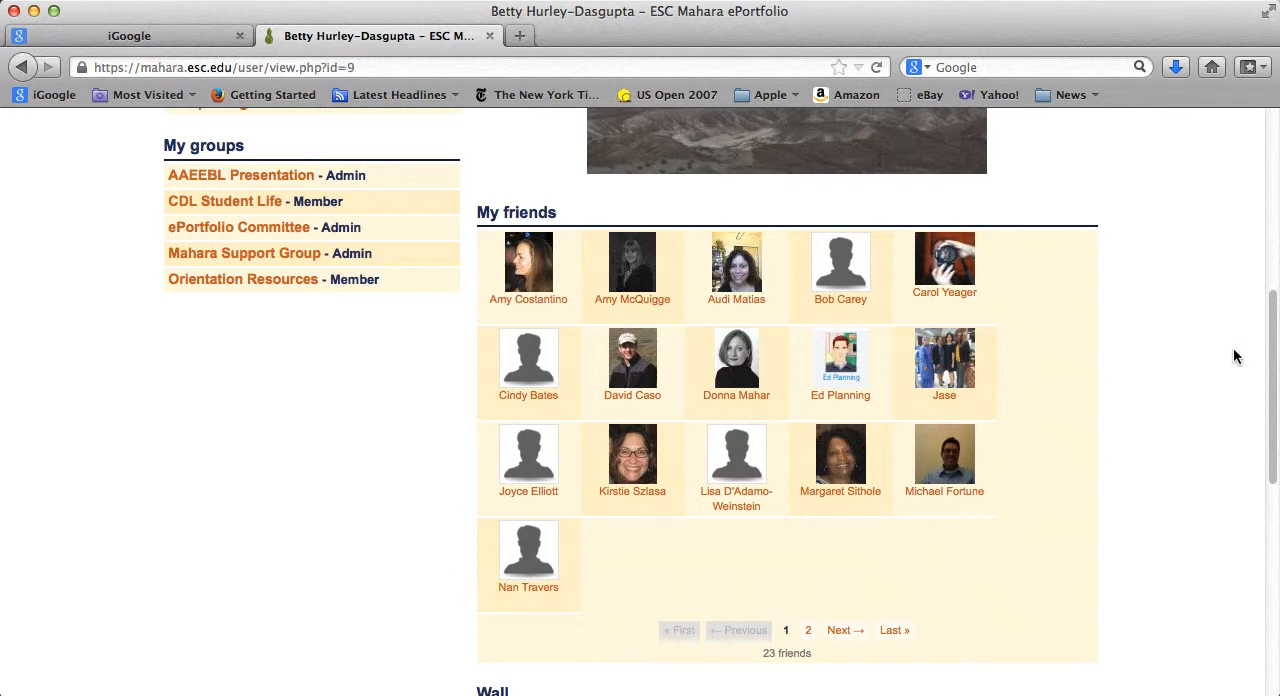 Betty Hurley-Dasgupta - ESC Mahara ePortfolio
iGoogle
Betty Hurley-Dasgupta - ESC M...
https://mahara.esc.edu/user/view.php?id=9
Google
iGoogle Most Visited Getting Started Latest Headlines The New York Ti... US Open 2007 Apple Amazon eBay Yahoo! News
My groups
AAEEBL Presentation - Admin
CDL Student Life - Member
ePortfolio Committee - Admin
Mahara Support Group - Admin
Orientation Resources - Member
My friends
Amy Costantino Amy McQuigge Audi Matias Bob Carey Carol Yeager
Ed Planning
Cindy Bates David Caso Donna Mahar Ed Planning Jase
Joyce Elliott Kirstie Szlasa Lisa D'Adamo- Margaret Sithole Michael Fortune
Weinstein
Nan Travers
« First ← Previous 1 2 Next → Last »
23 friends
Wall